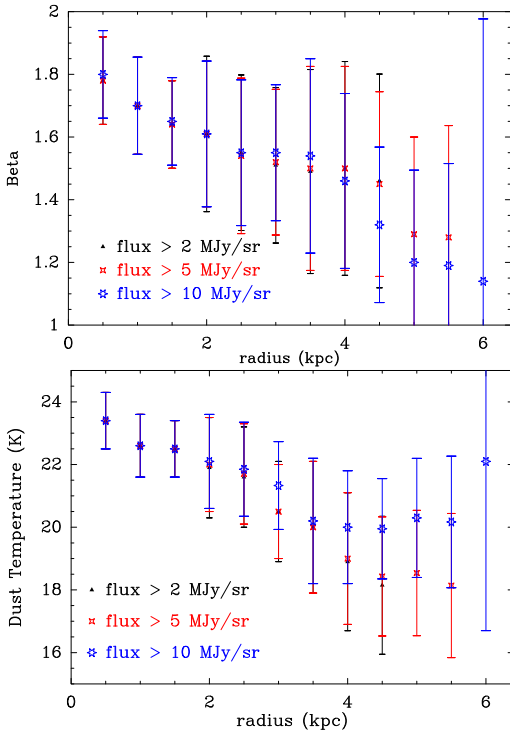 2
1.8
1.6
1.4
1.2
1
Beta
flux > 2 MJy/sr
flux > 5 MJy/sr
flux > 10 MJy/sr
0 2 4 6
radius (kpc)
24
22
20
18
16
Dust Temperature (K)
flux > 2 MJy/sr
flux > 5 MJy/sr
flux > 10 MJy/sr
0 2 4 6
radius (kpc)